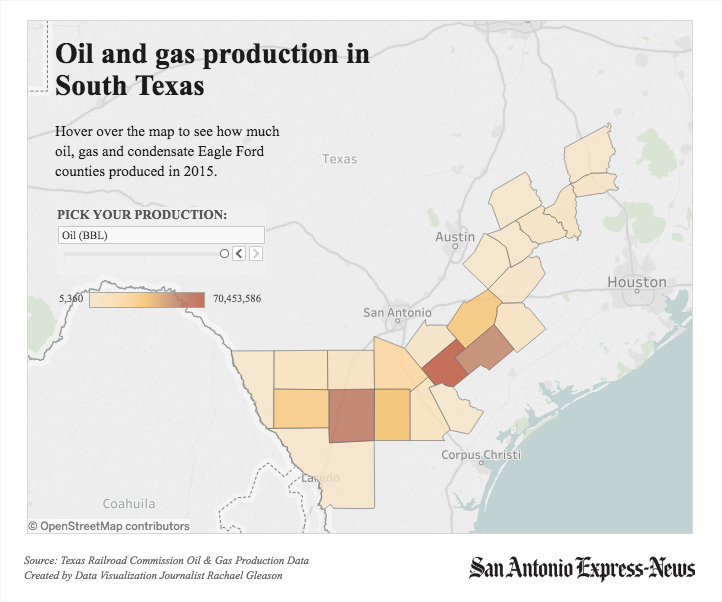 Oil and gas production in
South Texas
Hover over the map to see how much
oil, gas and condensate Eagle Ford
counties produced in 2015.
Texas
PICK YOUR PRODUCTION:
Oil (BBL)
Austin
Houston
5,360
70,453,586
San Antonio
Corpus Christi
Laredo
Coahuila
© OpenStreetMap contributors
Source: Texas Railroad Commission Oil & Gas Production Data
Created by Data Visualization Journalist Rachael Gleason
San Antonio Express-News